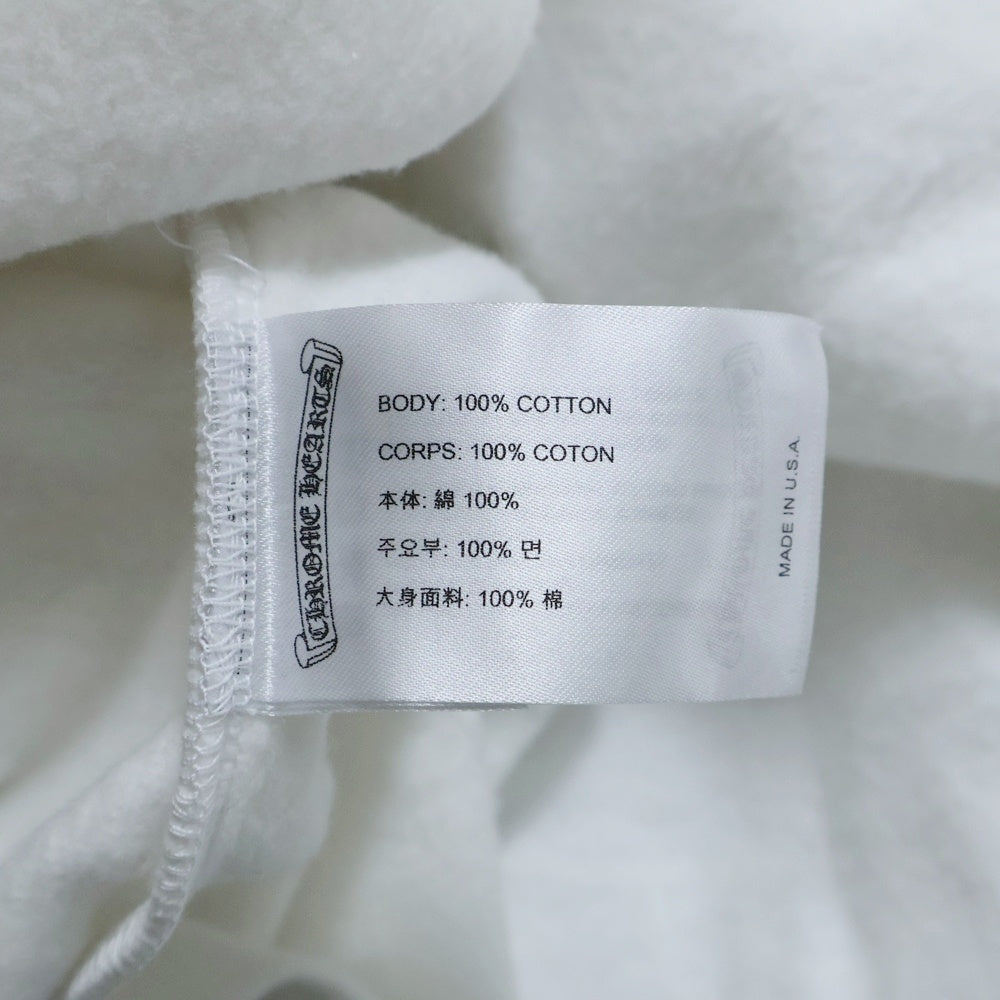 CHROME HEARTS
BODY: 100% COTTON
CORPS: 100% COTON
本体: 綿 100%
주요부: 100% 면
大身面料: 100% 棉
MADE IN U.S.A.